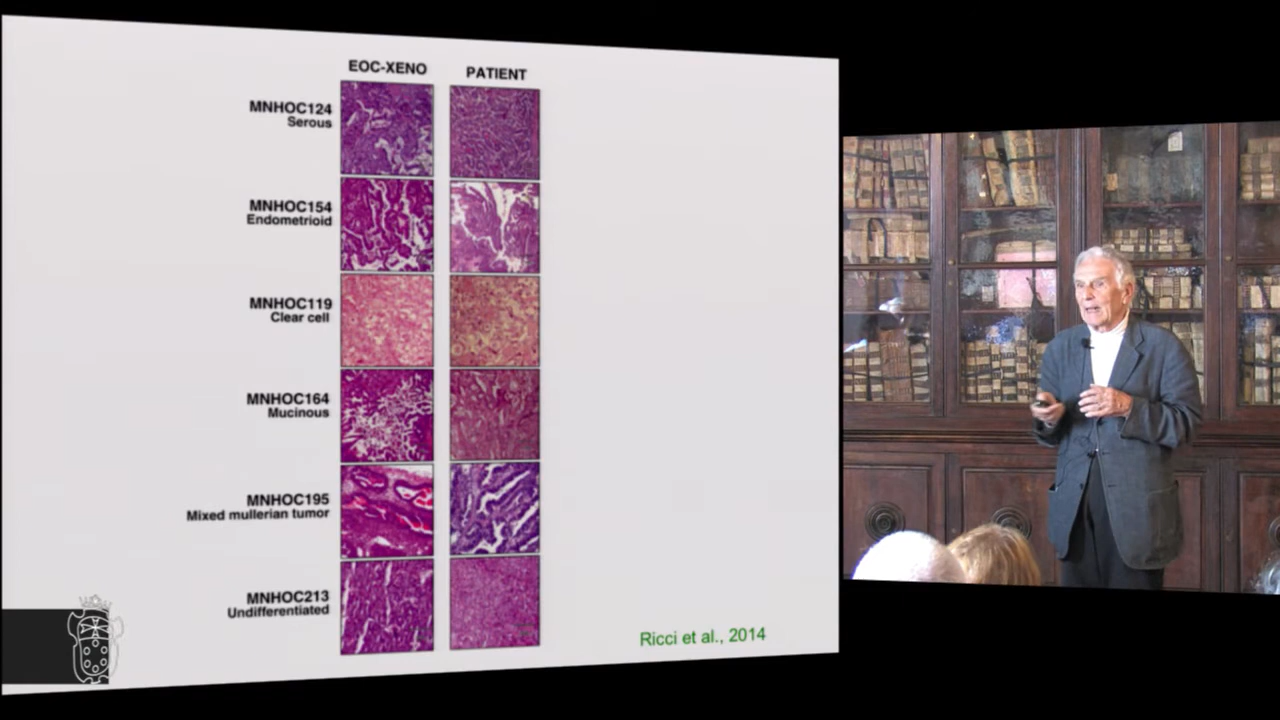 EOC-XENO PATIENT
MNHOC124
Serous
MNHOC154
Endometrioid
MNHOC119
Clear cell
MNHOC164
Mucinous
MNHOC195
Mixed mullerian tumor
MNHOC213
Undifferentiated
Ricci et al., 2014